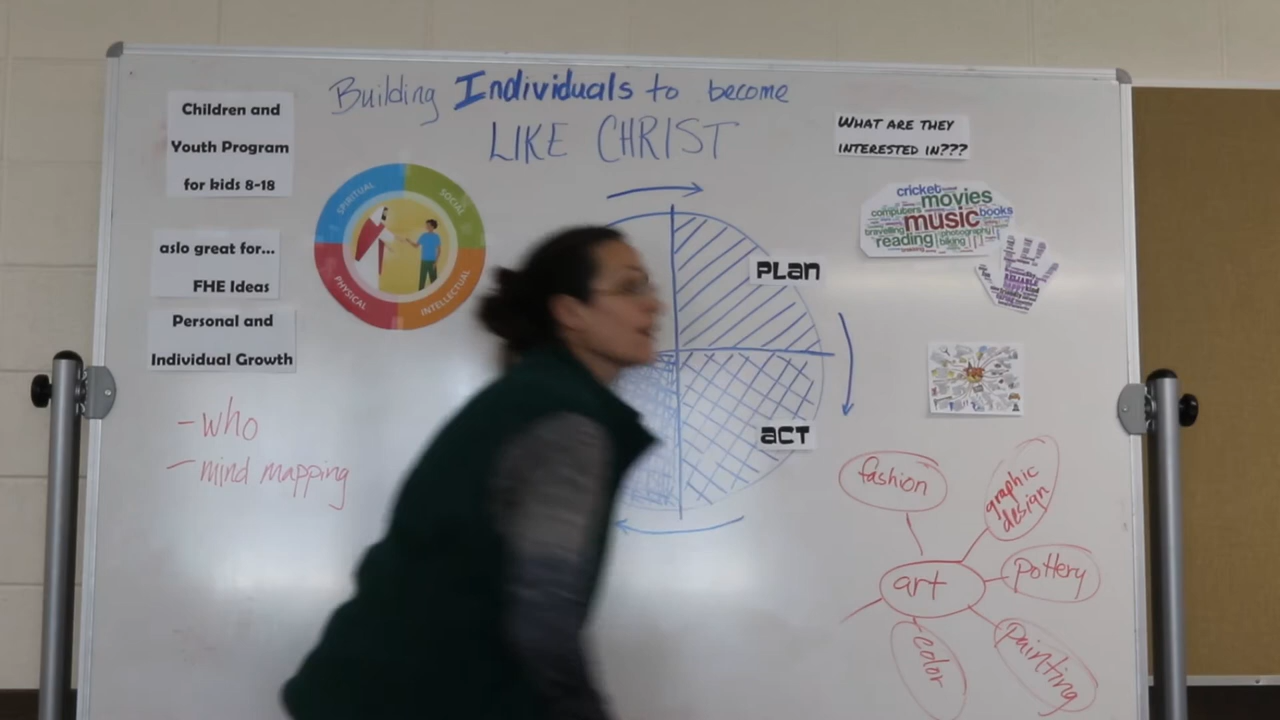 Building Individuals to become
LIKE CHRIST
Children and
Youth Program
for kids 8-18
aslo great for...
FHE Ideas
Personal and
Individual Growth
- who
- mind mapping
SPIRITUAL
SOCIAL
PHYSICAL
INTELLECTUAL
PLAN
ACT
WHAT ARE THEY
INTERESTED IN???
cricket
movies
computers
music
books
travelling
photography
reading
biking
RELIABLE
fashion
graphic
design
art
pottery
color
painting